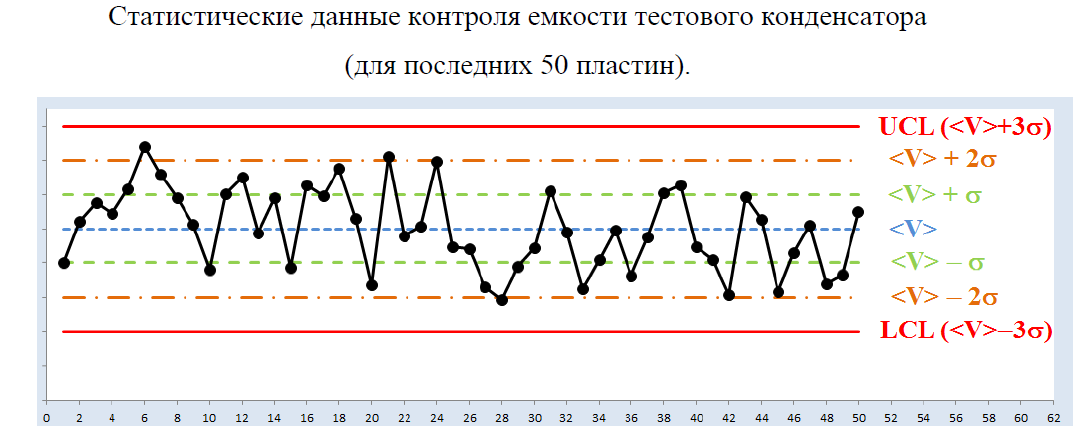 Статистические данные контроля емкости тестового конденсатора
(для последних 50 пластин).
UCL (<V>+3σ)
<V> + 2σ
<V> + σ
<V>
<V> – σ
<V> – 2σ
LCL (<V>–3σ)
0 2 4 6 8 10 12 14 16 18 20 22 24 26 28 30 32 34 36 38 40 42 44 46 48 50 52 54 56 58 60 62